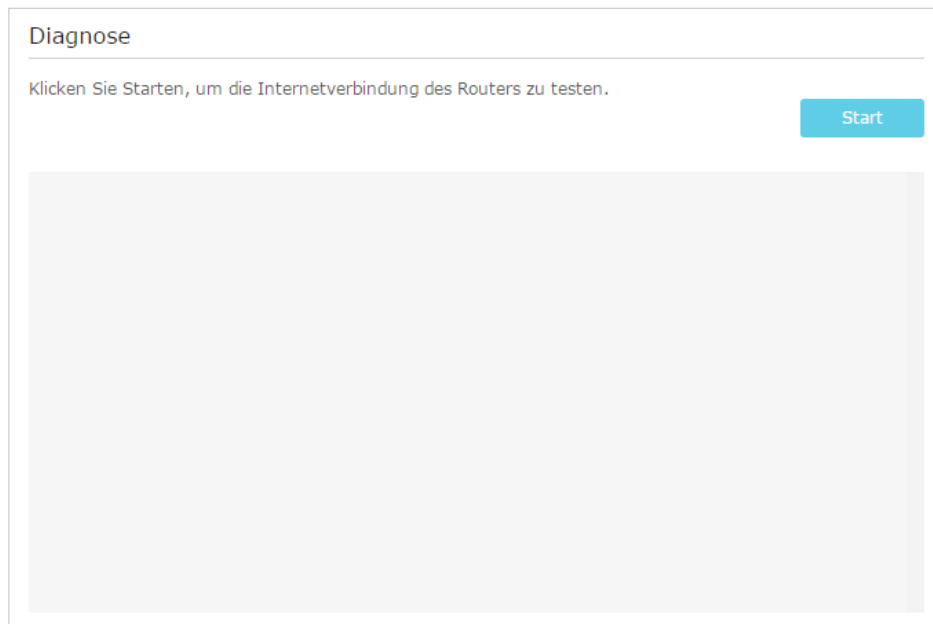 Diagnose
Klicken Sie Starten, um die Internetverbindung des Routers zu testen.
Start